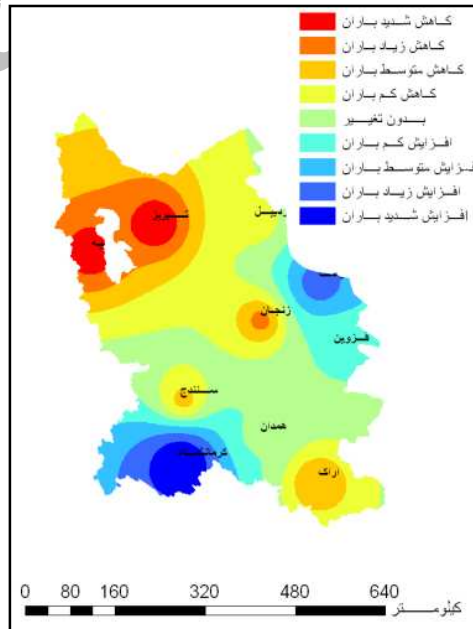 کاهش شدید باران
کاهش زیاد باران
کاهش متوسط باران
کاهش کم باران
بدون تغییر
افزایش کم باران
فزایش متوسط باران
افزایش زیاد باران
افزایش شدید باران
تبریز
زنجان
قزوین
سنندج
همدان
کرمانشاه
اراک
0 80 160 320 480 640
کیلومتر